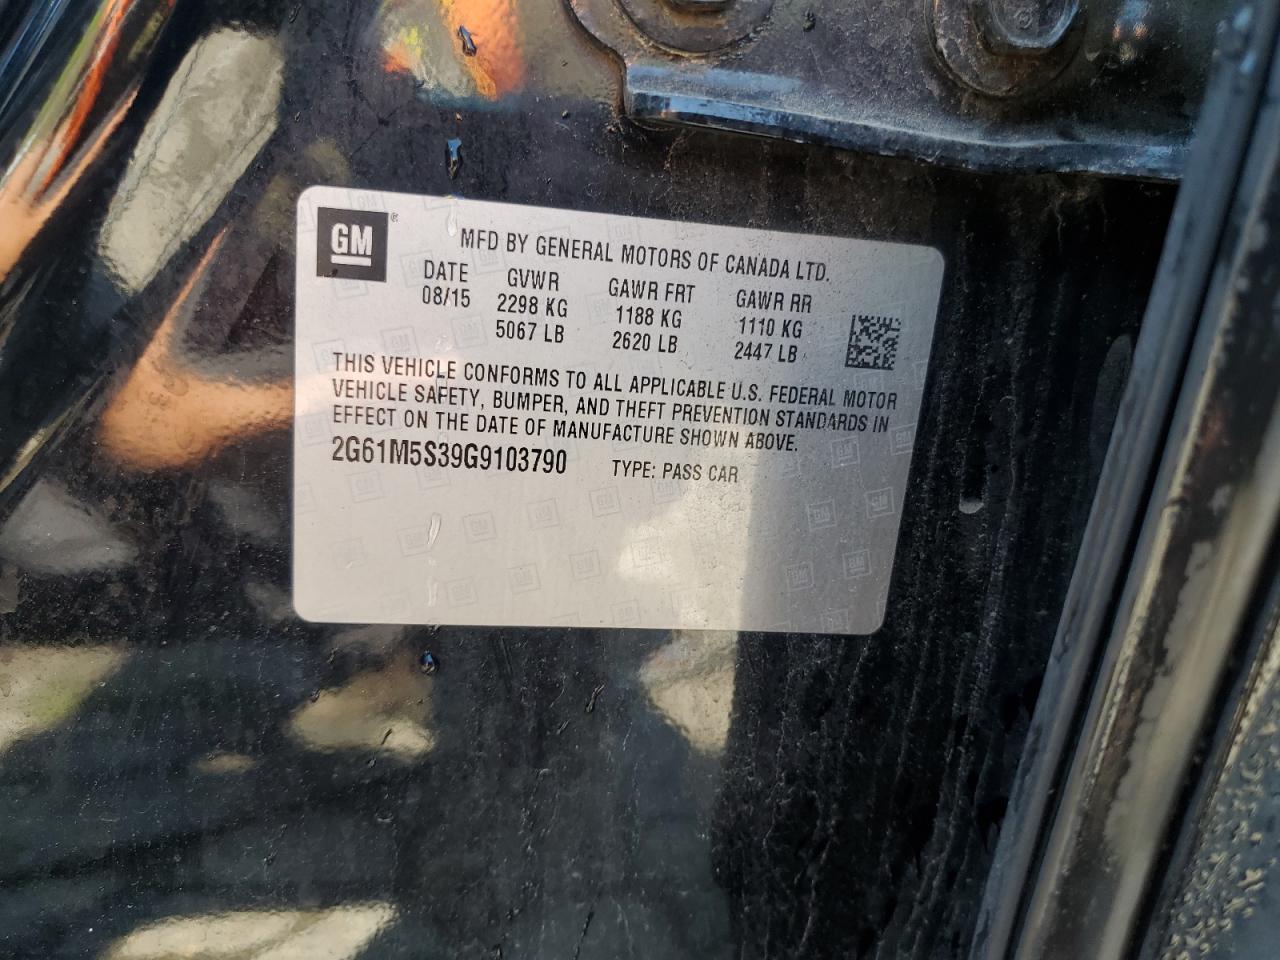 GM ®
MFD BY GENERAL MOTORS OF CANADA LTD.
DATE GVWR GAWR FRT GAWR RR
08/15 2298 KG 1188 KG 1110 KG
5067 LB 2620 LB 2447 LB
THIS VEHICLE CONFORMS TO ALL APPLICABLE U.S. FEDERAL MOTOR
VEHICLE SAFETY, BUMPER, AND THEFT PREVENTION STANDARDS IN
EFFECT ON THE DATE OF MANUFACTURE SHOWN ABOVE.
2G61M5S39G9103790 TYPE: PASS CAR